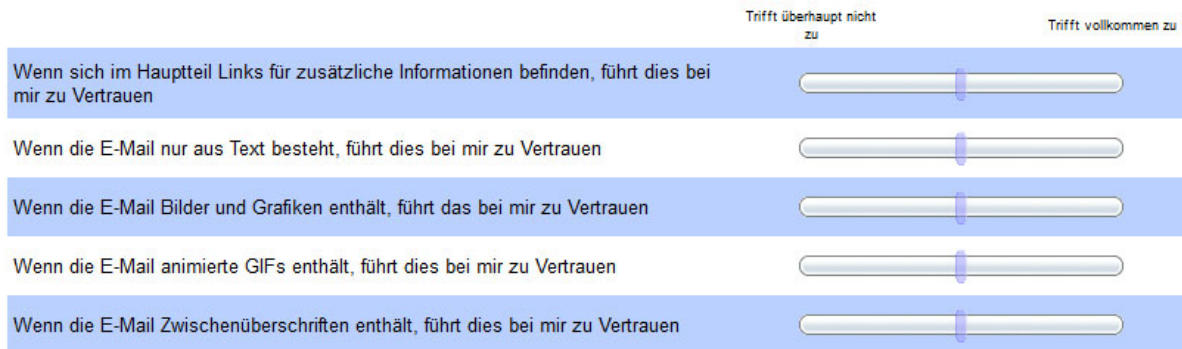 Trifft überhaupt nicht
zu
Trifft vollkommen zu
Wenn sich im Hauptteil Links für zusätzliche Informationen befinden, führt dies bei
mir zu Vertrauen
Wenn die E-Mail nur aus Text besteht, führt dies bei mir zu Vertrauen
Wenn die E-Mail Bilder und Grafiken enthält, führt das bei mir zu Vertrauen
Wenn die E-Mail animierte GIFs enthält, führt dies bei mir zu Vertrauen
Wenn die E-Mail Zwischenüberschriften enthält, führt dies bei mir zu Vertrauen